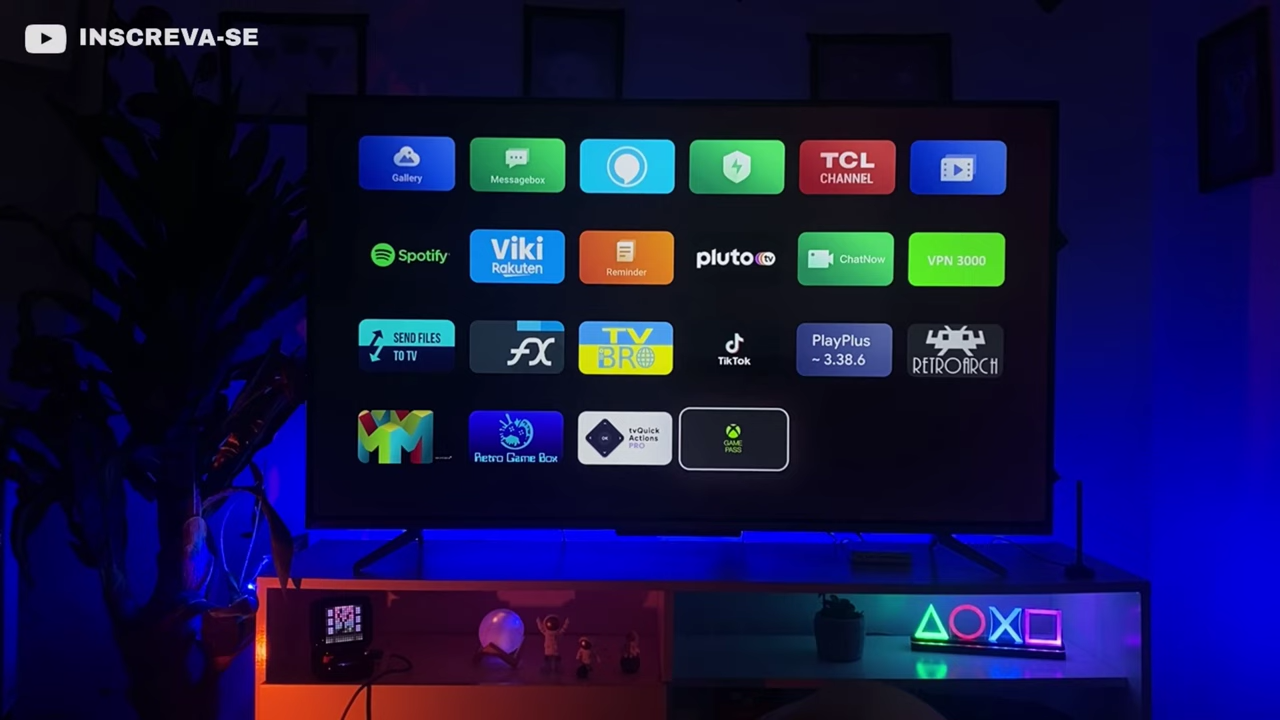 INSCREVA-SE
Gallery
Messagebox
TCL
CHANNEL
Spotify
Viki
Rakuten
Reminder
pluto tv
ChatNow
VPN 3000
SEND FILES
TO TV
FX
TV
BRO
TikTok
PlayPlus
~ 3.38.6
RETROARCH
Retro Game Box
OK
tvQuick
Actions
PRO
GAME
PASS